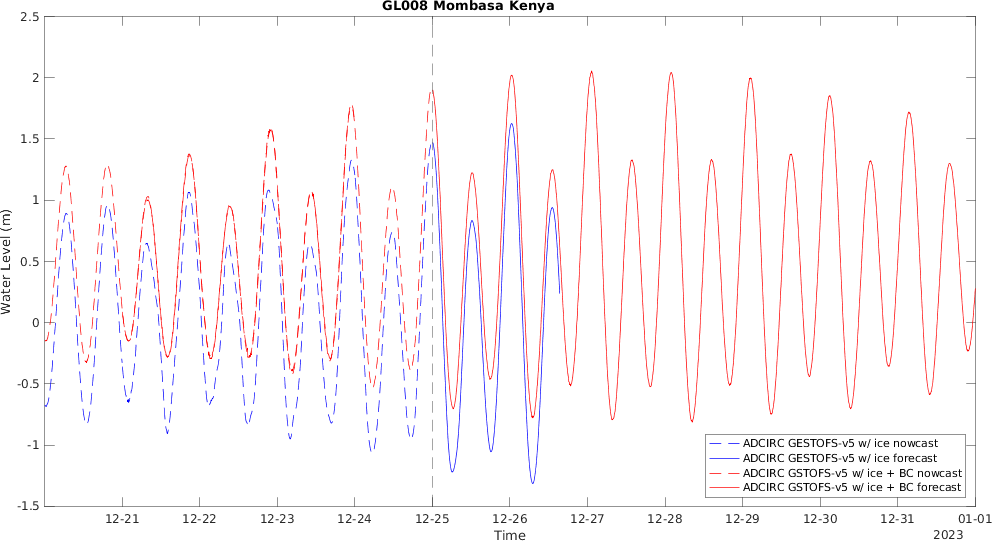 GL008 Mombasa Kenya
2.5
2
1.5
1
0.5
0
-0.5
-1
-1.5
Water Level (m)
12-21 12-22 12-23 12-24 12-25 12-26 12-27 12-28 12-29 12-30 12-31 01-01
Time
2023
ADCIRC GESTOFS-v5 w/ ice nowcast
ADCIRC GESTOFS-v5 w/ ice forecast
ADCIRC GSTOFS-v5 w/ ice + BC nowcast
ADCIRC GSTOFS-v5 w/ ice + BC forecast